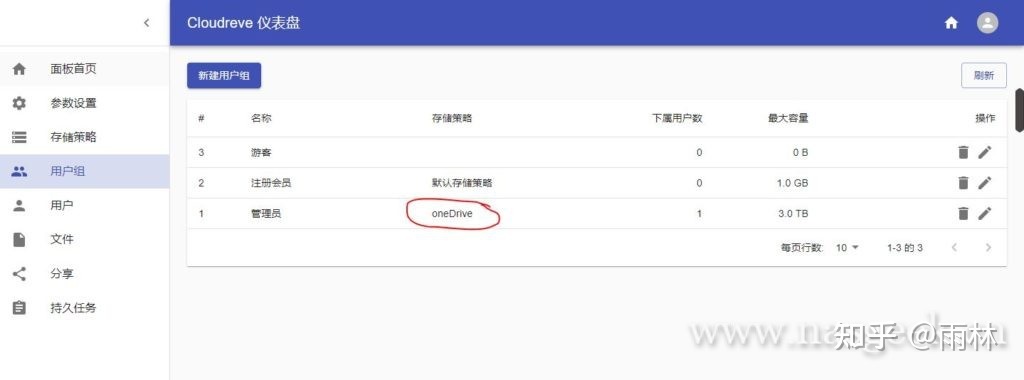 Cloudreve 仪表盘
面板首页
参数设置
存储策略
用户组
用户
文件
分享
持久任务
新建用户组
刷新
# 名称 存储策略 下属用户数 最大容量 操作
3 游客 0 0 B
2 注册会员 默认存储策略 0 1.0 GB
1 管理员 oneDrive 1 3.0 TB
每页行数: 10 1-3 的 3
知乎 @雨林